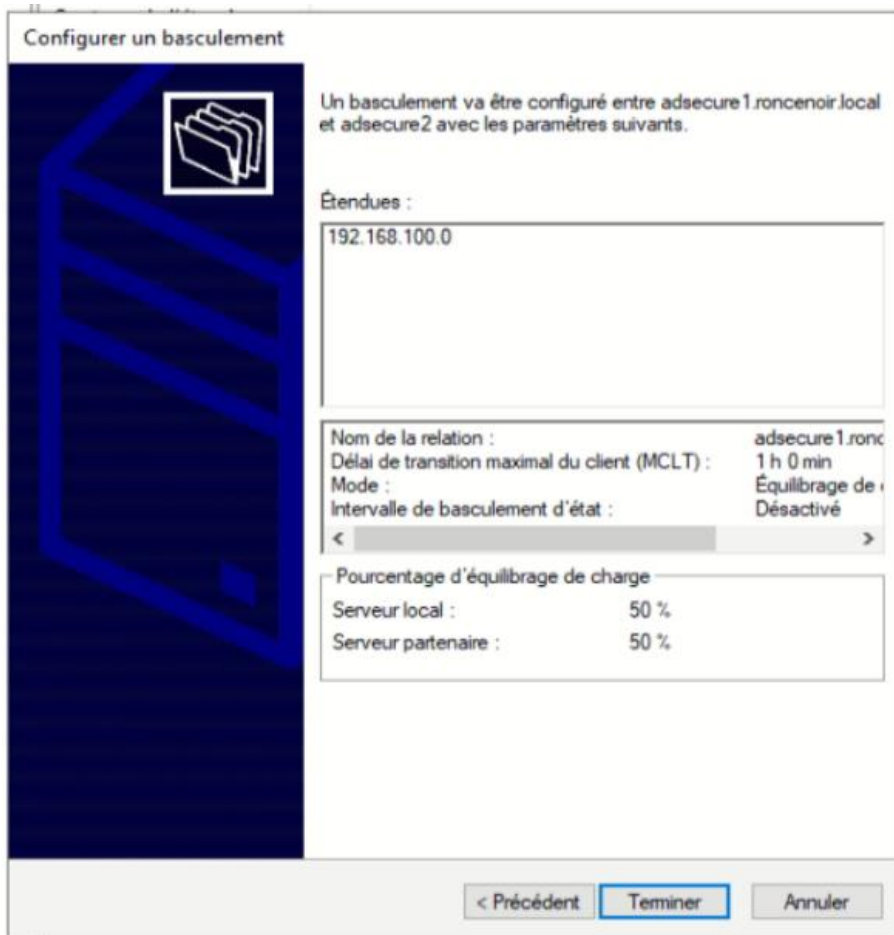 Configurer un basculement
Un basculement va être configuré entre adsecure1.roncenoir.local
et adsecure2 avec les paramètres suivants.
Étendues :
192.168.100.0
Nom de la relation : adsecure1.ronc
Délai de transition maximal du client (MCLT) : 1 h 0 min
Mode : Équilibrage de
Intervalle de basculement d'état : Désactivé
Pourcentage d'équilibrage de charge
Serveur local : 50 %
Serveur partenaire : 50 %
< Précédent Terminer Annuler